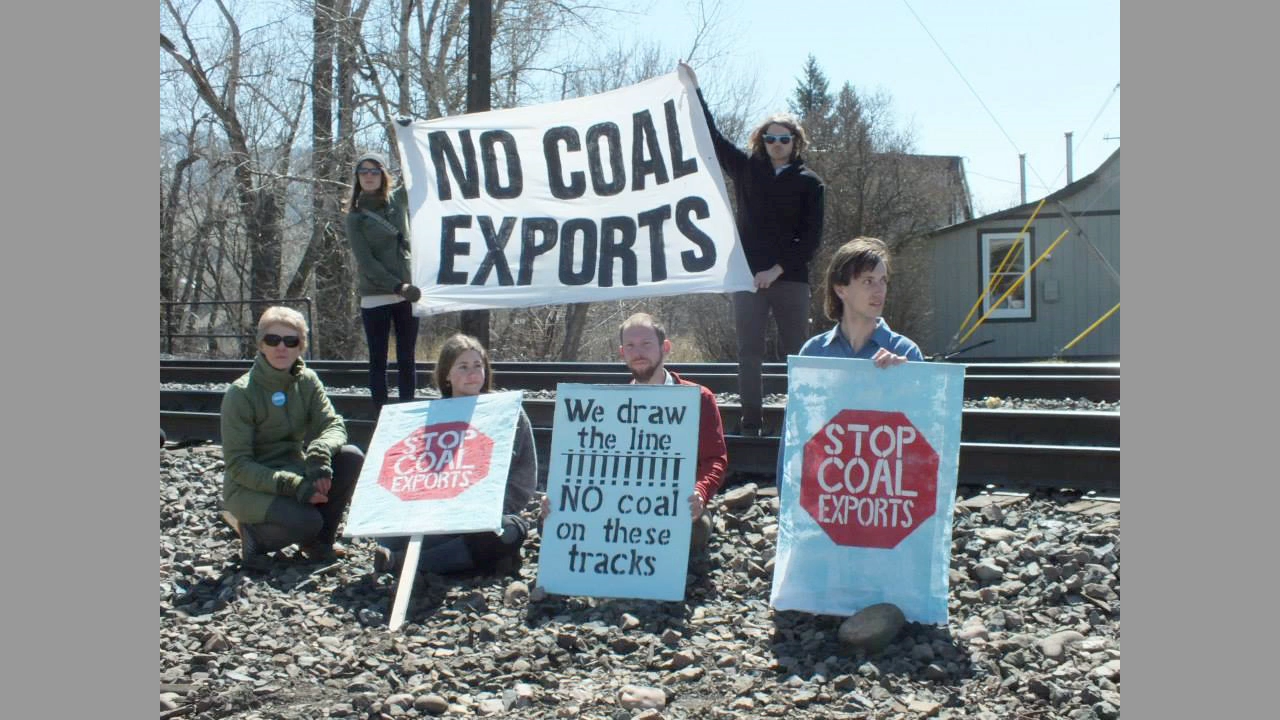 NO COAL
EXPORTS
STOP
COAL
EXPORTS
We draw
the line
NO coal
on these
tracks
STOP
COAL
EXPORTS